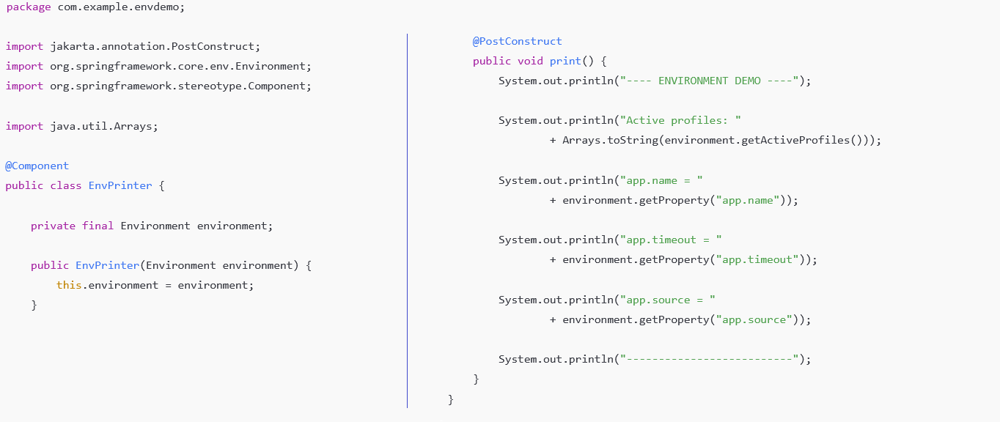 package com.example.envdemo;
import jakarta.annotation.PostConstruct;
import org.springframework.core.env.Environment;
import org.springframework.stereotype.Component;
import java.util.Arrays;
@Component
public class EnvPrinter {
    private final Environment environment;
    public EnvPrinter(Environment environment) {
        this.environment = environment;
    }
    @PostConstruct
    public void print() {
        System.out.println("---- ENVIRONMENT DEMO ----");
        System.out.println("Active profiles: "
                + Arrays.toString(environment.getActiveProfiles()));
        System.out.println("app.name = "
                + environment.getProperty("app.name"));
        System.out.println("app.timeout = "
                + environment.getProperty("app.timeout"));
        System.out.println("app.source = "
                + environment.getProperty("app.source"));
        System.out.println("--------------------------");
    }
}